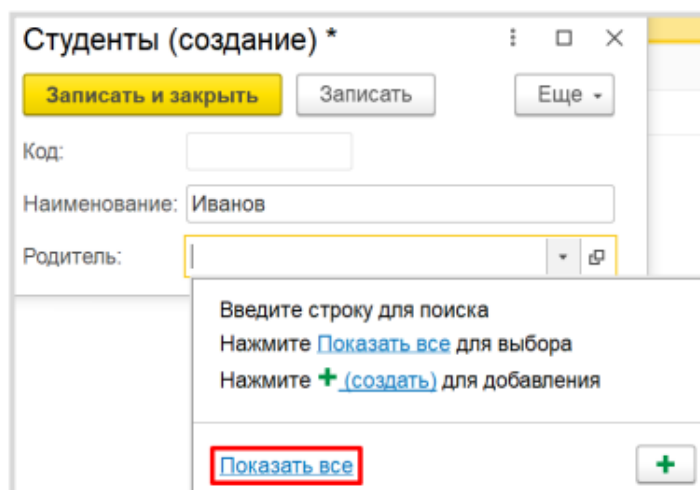 Студенты (создание) *
Записать и закрыть Записать Еще
Код:
Наименование: Иванов
Родитель:
Введите строку для поиска
Нажмите Показать все для выбора
Нажмите + (создать) для добавления
Показать все +